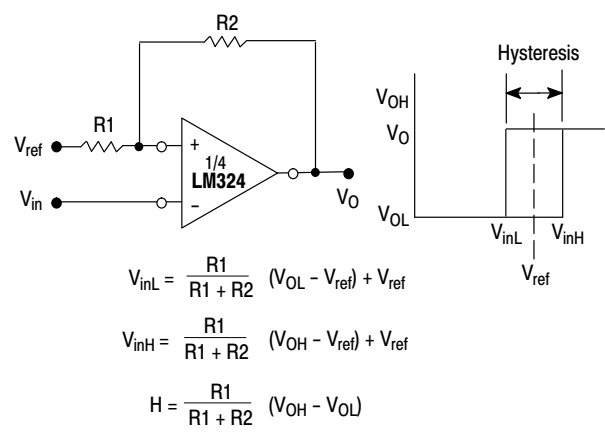 R2
Hysteresis
R1
V_OH
V_ref
+
1/4
LM324
V_O
V_in
−
V_O
V_OL
V_inL
V_inH
V_ref
V_inL = R1 / (R1 + R2) (V_OL – V_ref) + V_ref
V_inH = R1 / (R1 + R2) (V_OH – V_ref) + V_ref
H = R1 / (R1 + R2) (V_OH – V_OL)